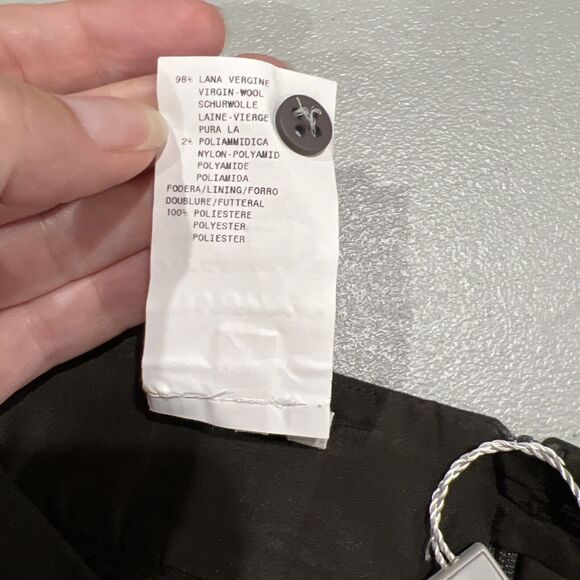 98% LANA VERGINE
VIRGIN-WOOL
SCHURWOLLE
LAINE-VIERGE
PURA LA
2% POLIAMMIDICA
NYLON-POLYAMID
POLYAMIDE
POLIAMIDA
FODERA/LINING/FORRO
DOUBLURE/FUTTERAL
100% POLIESTERE
POLYESTER
POLIESTER